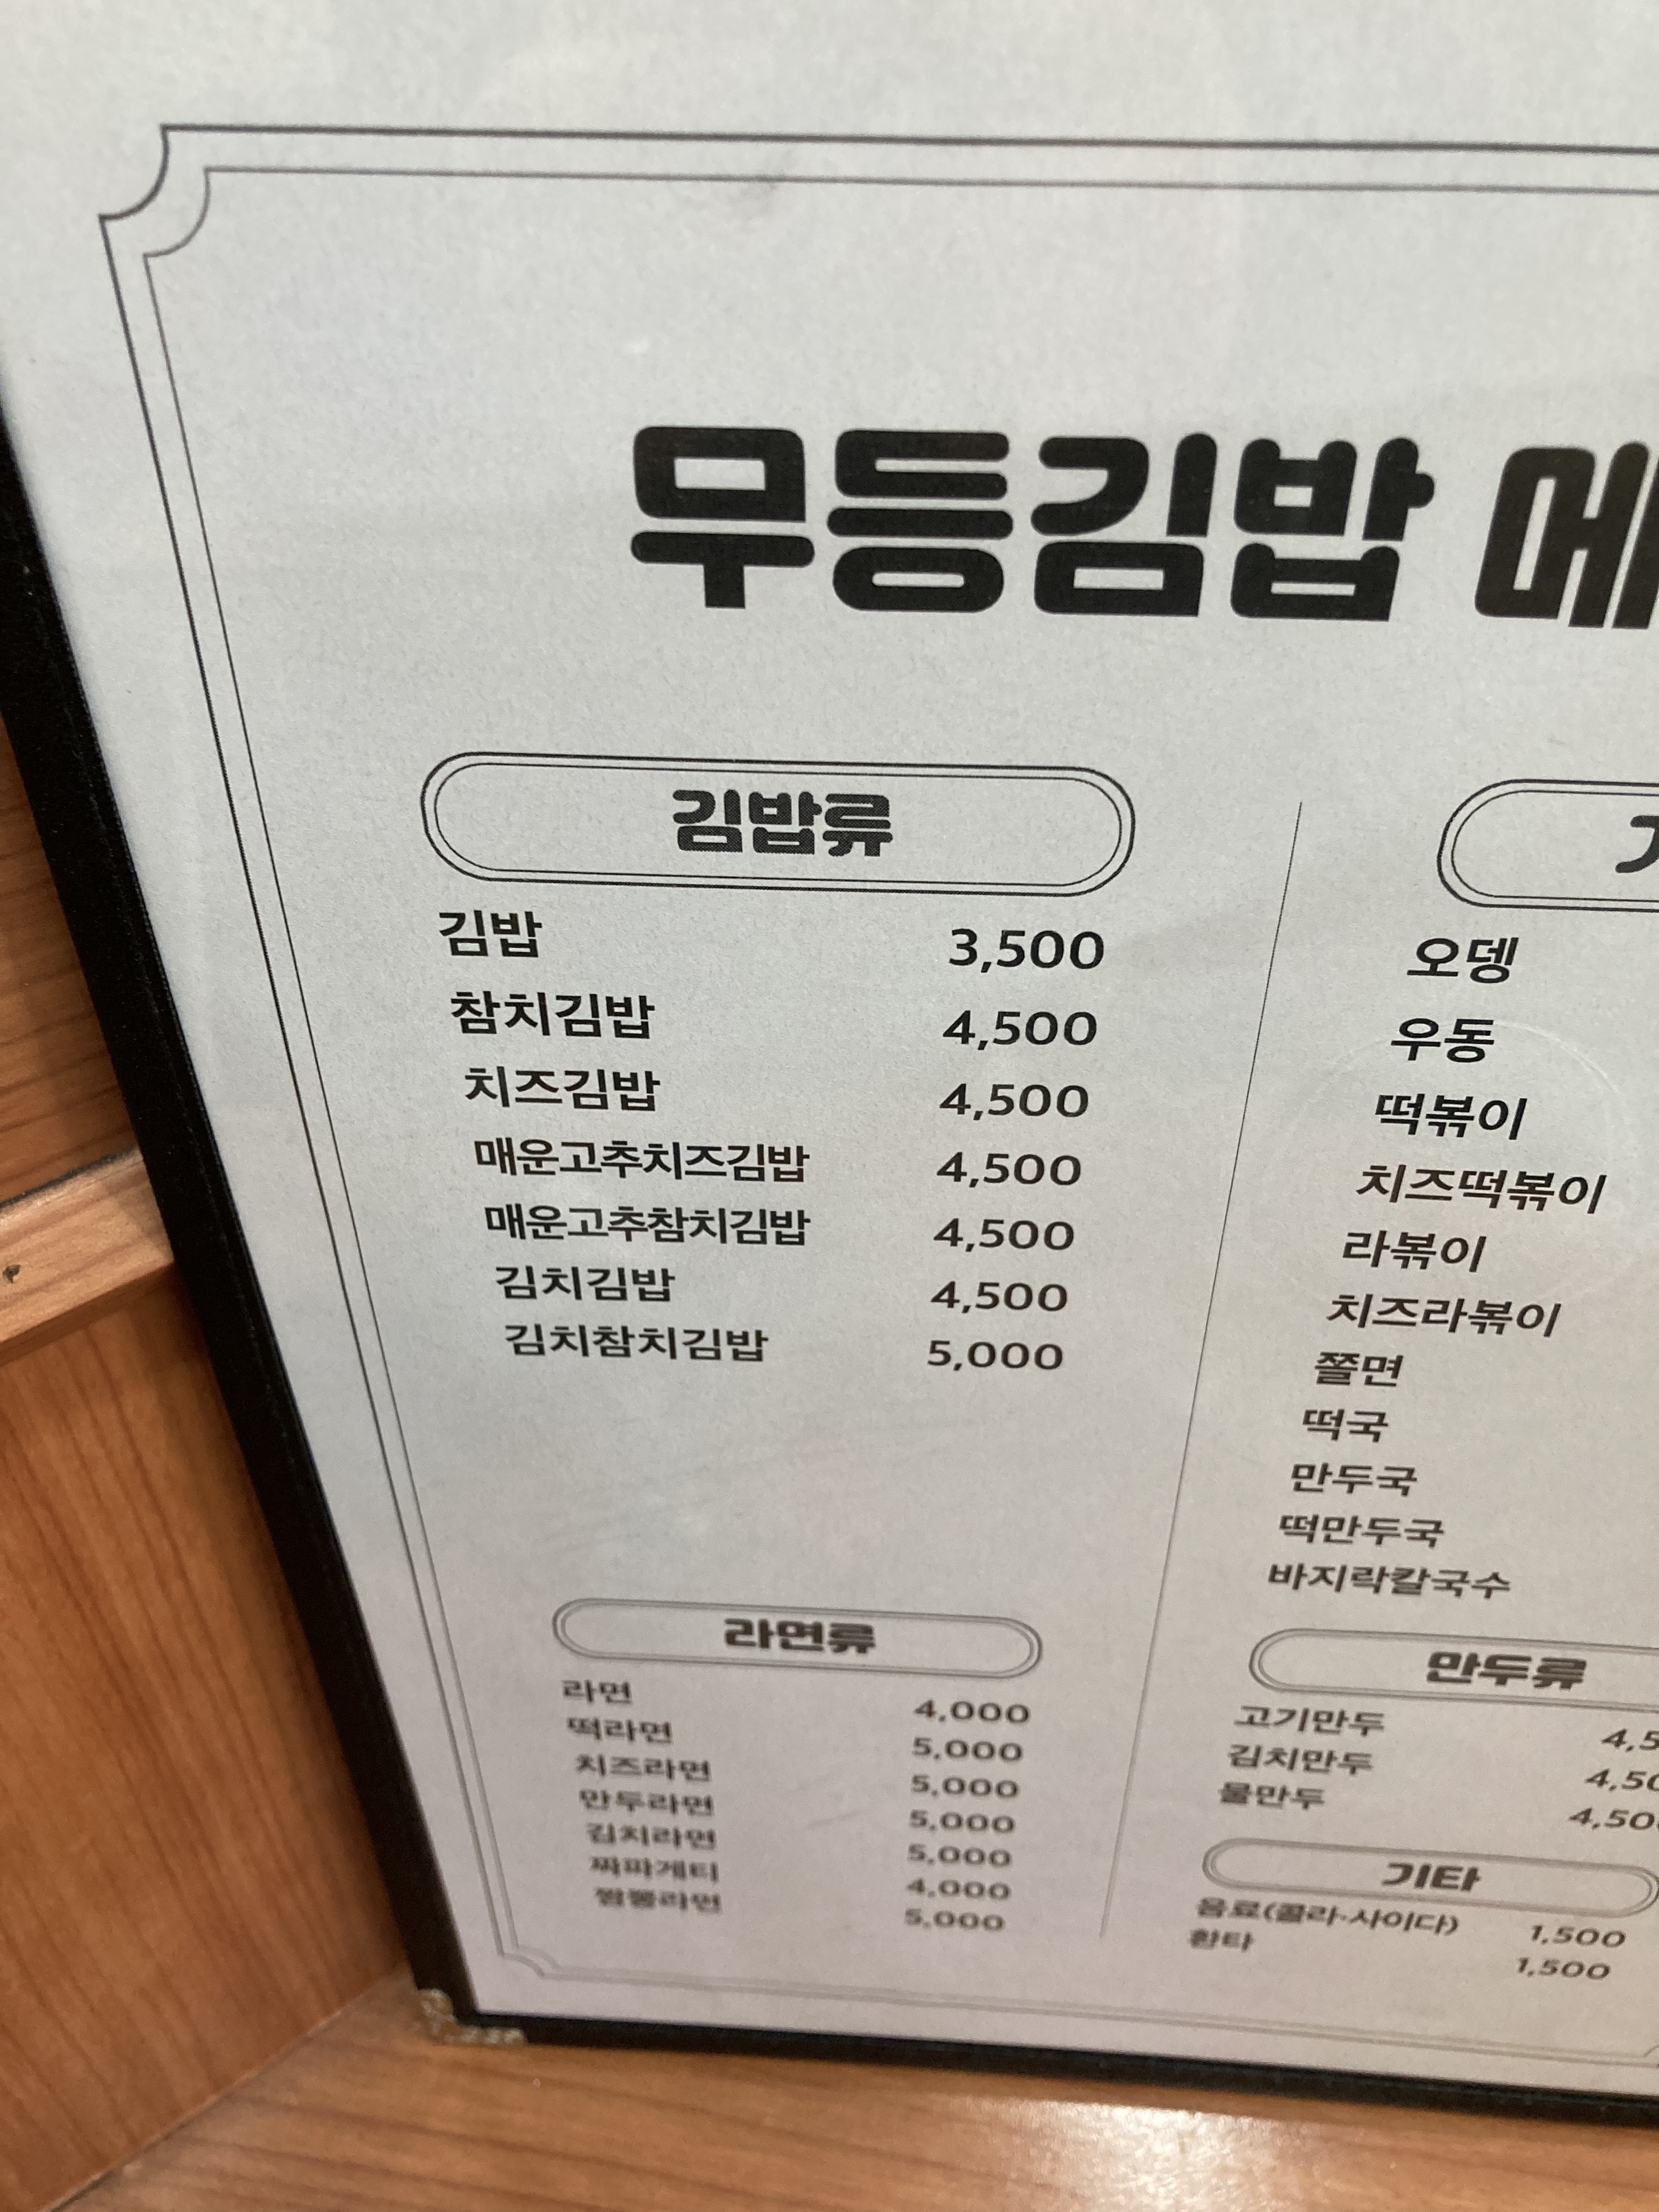 무등김밥 메
김밥류
김밥 3,500
참치김밥 4,500
치즈김밥 4,500
매운고추치즈김밥 4,500
매운고추참치김밥 4,500
김치김밥 4,500
김치참치김밥 5,000
라면류
라면 4,000
떡라면 5,000
치즈라면 5,000
만두라면 5,000
김치라면 5,000
짜파게티 4,000
짬뽕라면 5,000
오뎅
우동
떡볶이
치즈떡볶이
라볶이
치즈라볶이
쫄면
떡국
만두국
떡만두국
바지락칼국수
만두류
고기만두 4,5
김치만두 4,50
물만두 4,50
기타
음료(콜라·사이다) 1,500
환타 1,500